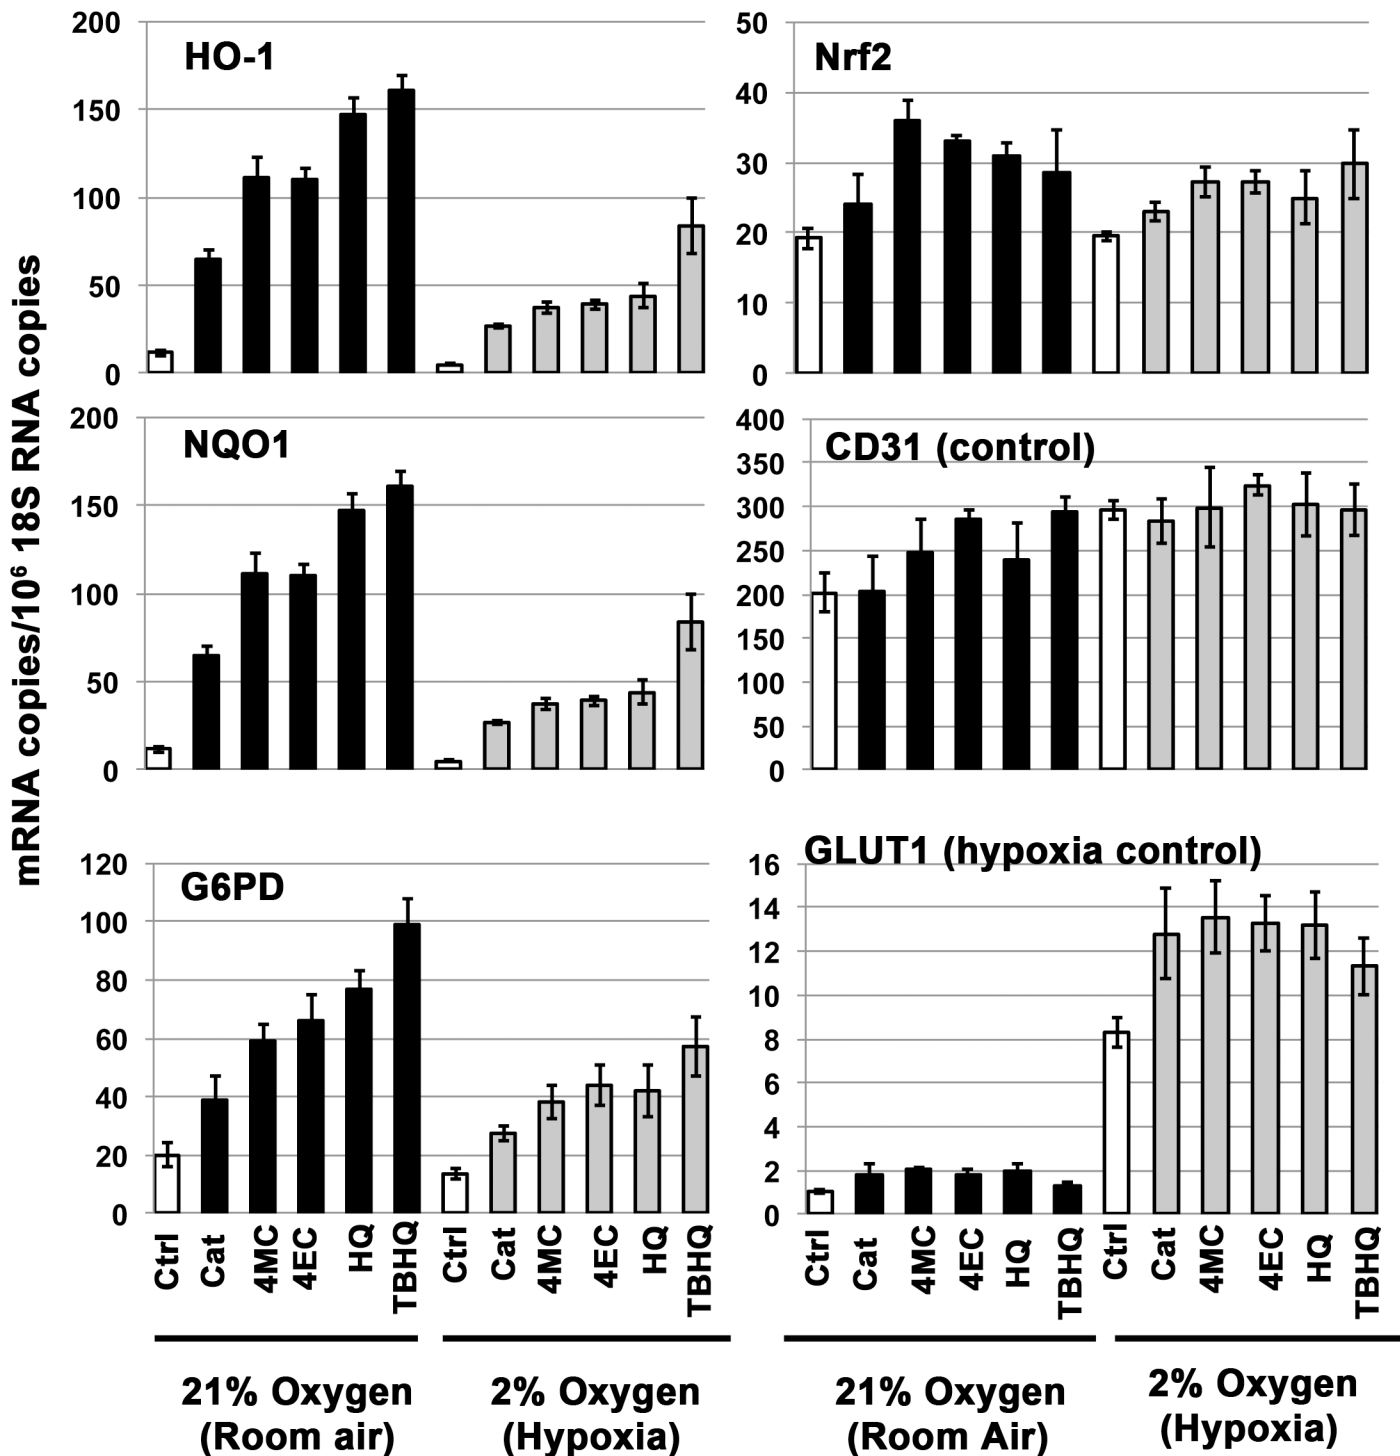 mRNA copies/10⁶ 18S RNA copies
HO-1
200
150
100
50
0
Nrf2
50
40
30
20
10
0
NQO1
200
150
100
50
0
CD31 (control)
400
350
300
250
200
150
100
50
0
G6PD
120
100
80
60
40
20
0
GLUT1 (hypoxia control)
16
14
12
10
8
6
4
2
0
Ctrl
Cat
4MC
4EC
HQ
TBHQ
Ctrl
Cat
4MC
4EC
HQ
TBHQ
Ctrl
Cat
4MC
4EC
HQ
TBHQ
Ctrl
Cat
4MC
4EC
HQ
TBHQ
21% Oxygen
(Room air)
2% Oxygen
(Hypoxia)
21% Oxygen
(Room Air)
2% Oxygen
(Hypoxia)